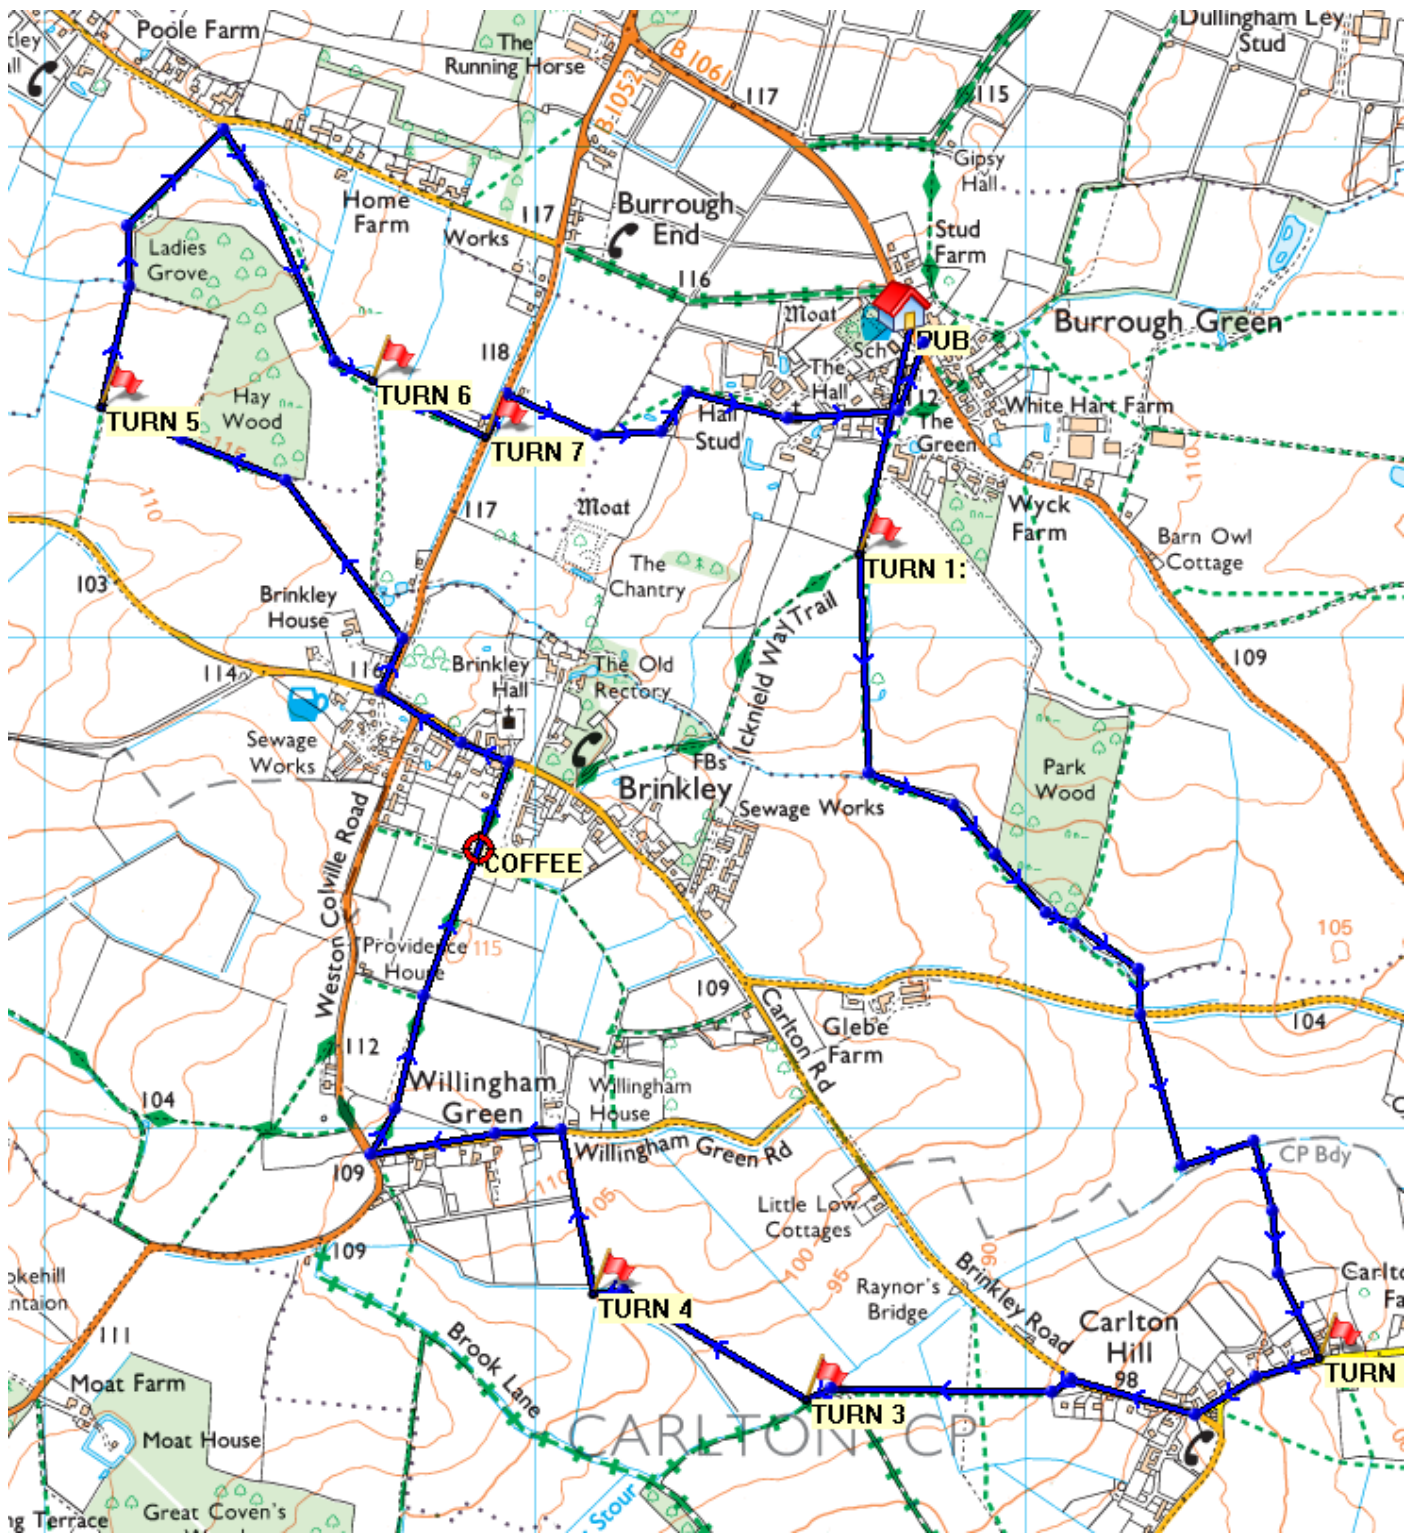 Poole Farm
The
Running Horse
B 1061
117
B 1052
115
Dullingham Ley
Stud
Gipsy
Hall
Home
Farm
Works
117
Burrough
End
Stud
Farm
116
Ladies
Grove
Moat
Burrough Green
Sch
PUB
118
The
Hall
TURN 6
TURN 5
Hay
Wood
112
White Hart Farm
Hall
Stud
The
Green
TURN 7
115
110
110
117
Moat
Wyck
Farm
Barn Owl
Cottage
TURN 1:
The
Chantry
103
Brinkley
House
Icknield Way Trail
109
114
116
Brinkley
Hall
The Old
Rectory
Sewage
Works
FBs
Park
Wood
Brinkley
Sewage Works
Weston Colville Road
COFFEE
Providence
House
115
105
109
Carlton Rd
Glebe
Farm
104
112
Willingham
Green
Willingham
House
104
109
Willingham Green Rd
CP Bdy
110
105
Little Low
Cottages
109
100
95
90
Raynor's
Bridge
Brinkley Road
TURN 4
Carlton
Hill
98
111
Moat Farm
Brook Lane
TURN
TURN 3
CARLTON CP
Moat House
Stour
Great Coven's
Terrace